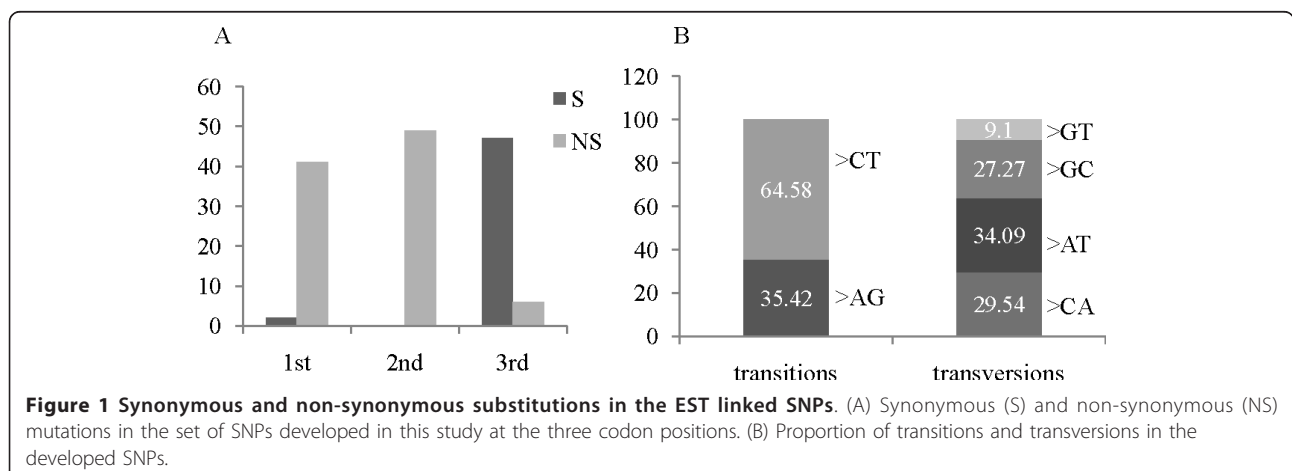 A
60
50
40
30
20
10
0
1st 2nd 3rd
S
NS
B
120
100
80
60
40
20
0
64.58
35.42
>CT
>AG
9.1
27.27
34.09
29.54
>GT
>GC
>AT
>CA
transitions transversions
Figure 1 Synonymous and non-synonymous substitutions in the EST linked SNPs. (A) Synonymous (S) and non-synonymous (NS)
mutations in the set of SNPs developed in this study at the three codon positions. (B) Proportion of transitions and transversions in the
developed SNPs.